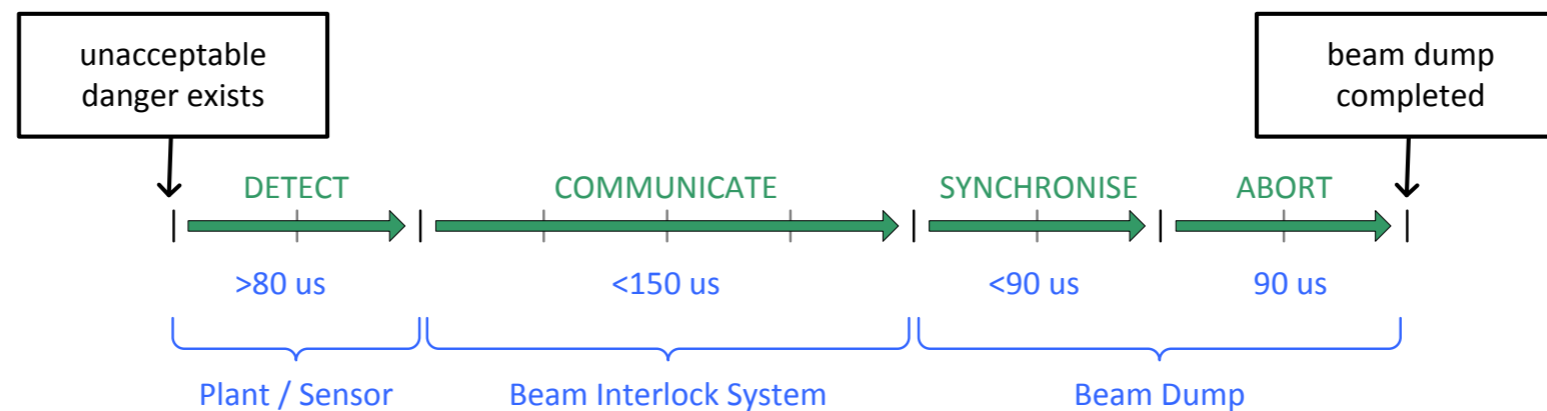 unacceptable
danger exists
beam dump
completed
DETECT
COMMUNICATE
SYNCHRONISE
ABORT
>80 us
<150 us
<90 us
90 us
Plant / Sensor
Beam Interlock System
Beam Dump